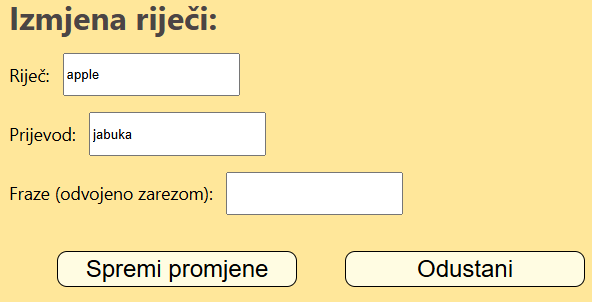 Izmjena riječi:
Riječ: apple
Prijevod: jabuka
Fraze (odvojeno zarezom):
Spremi promjene Odustani